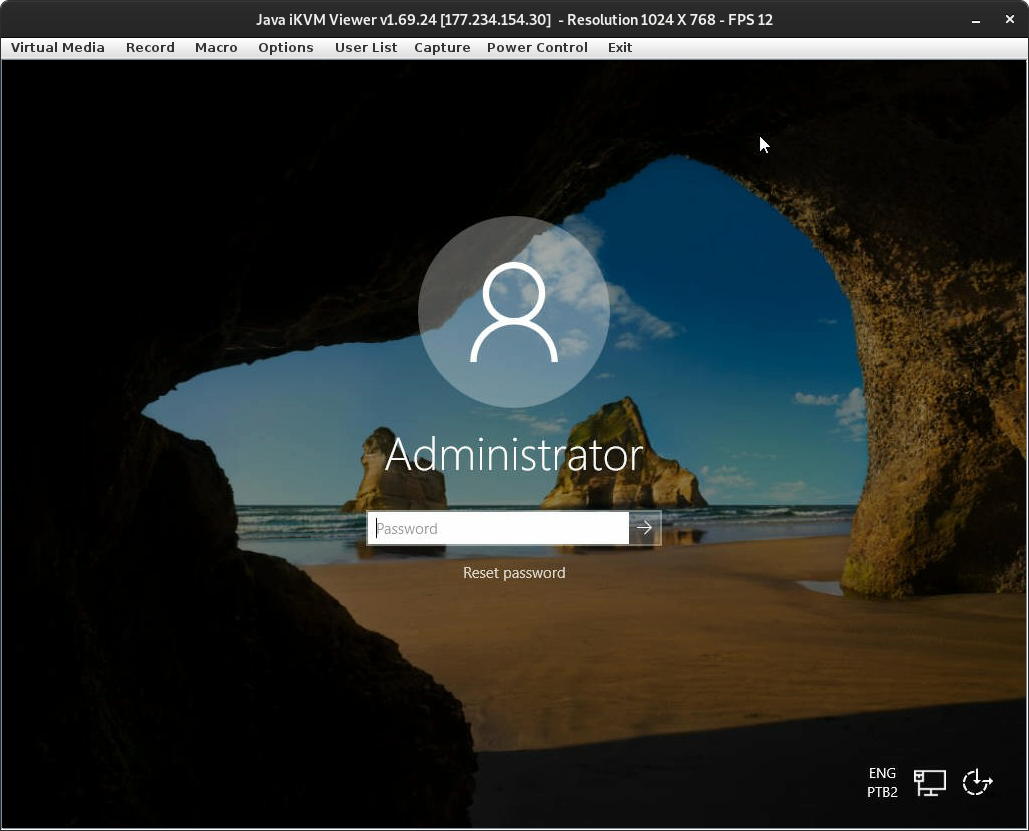 Java iKVM Viewer v1.69.24 [177.234.154.30]  - Resolution 1024 X 768 - FPS 12
Virtual Media Record Macro Options User List Capture Power Control Exit
Administrator
Password
Reset password
ENG
PTB2